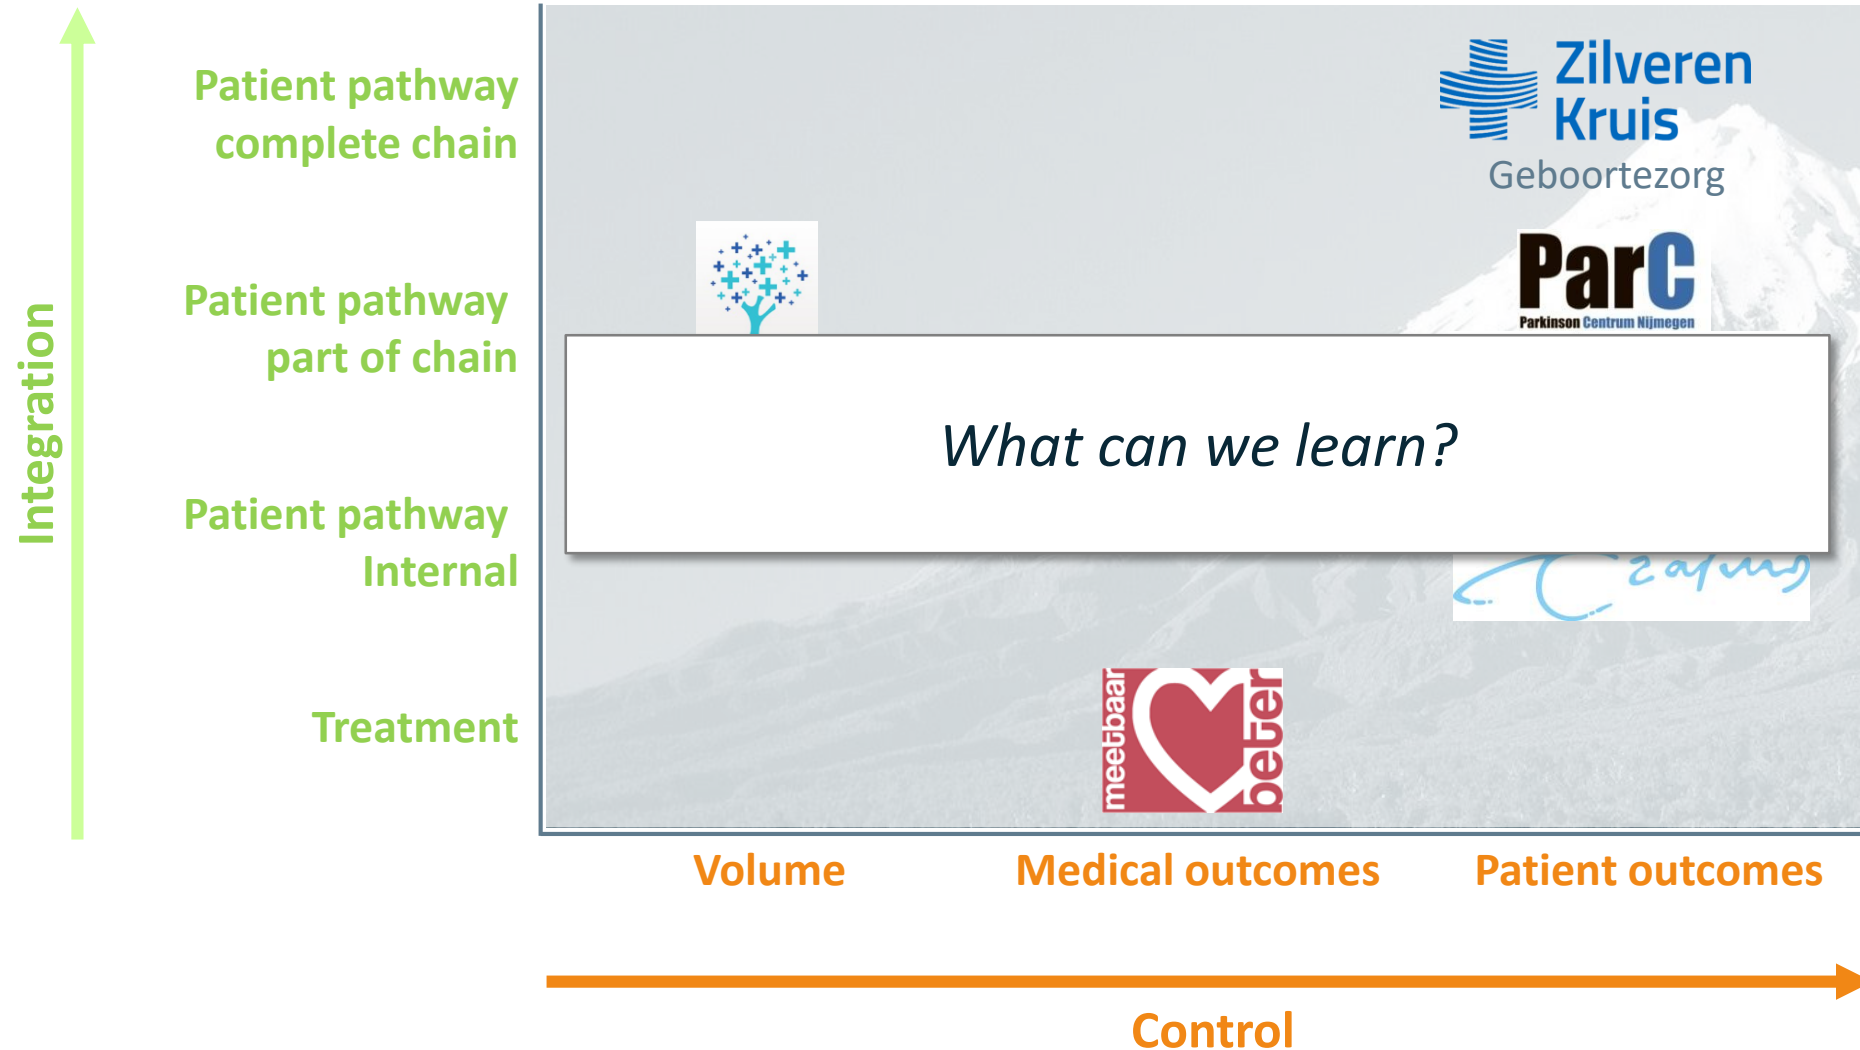 Patient pathway
complete chain
Zilveren
Kruis
Geboortezorg
Patient pathway
part of chain
ParC
Parkinson Centrum Nijmegen
Integration
What can we learn?
Patient pathway
Internal
Treatment
meetbaar
beter
Volume
Medical outcomes
Patient outcomes
Control